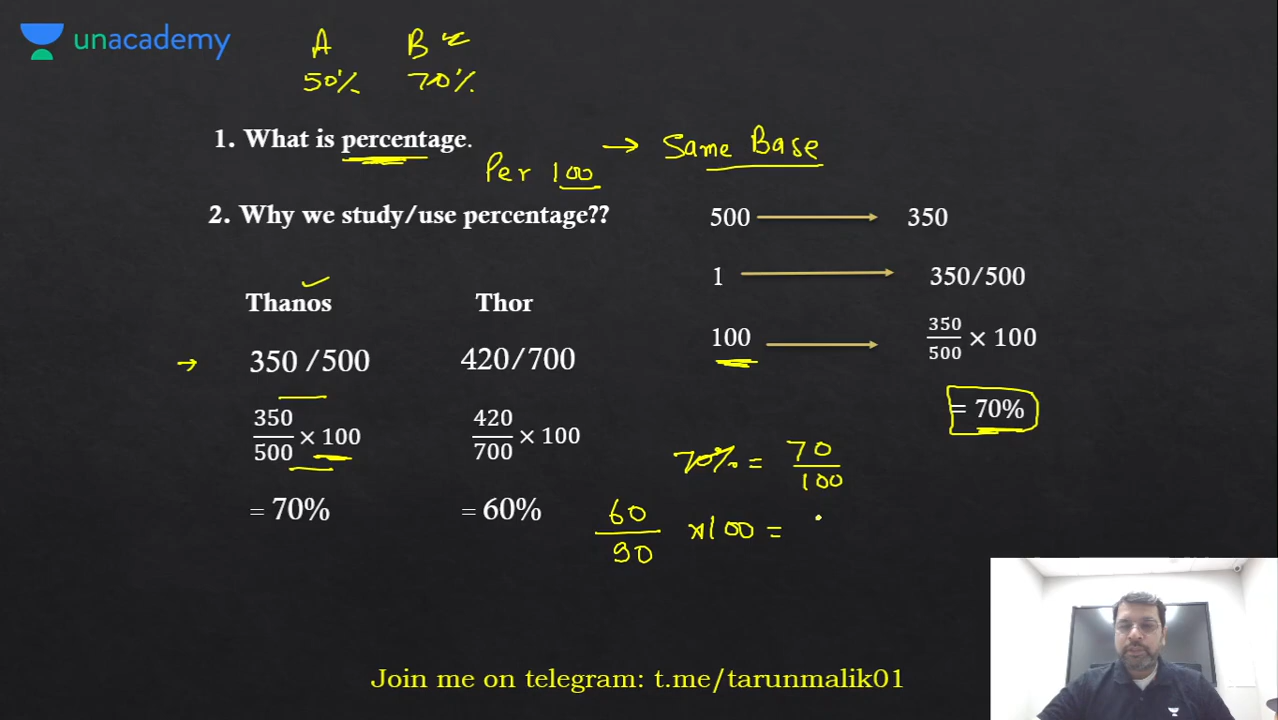 unacademy
A B
50% 70%
1. What is percentage.
Per 100 → Same Base
2. Why we study/use percentage??
500 → 350
1 → 350/500
100 → 350/500 × 100
= 70%
Thanos Thor
→ 350 /500 420/700
350/500 × 100 420/700 × 100
= 70% = 60%
70% = 70/100
60/90 ×100 =
Join me on telegram: t.me/tarunmalik01